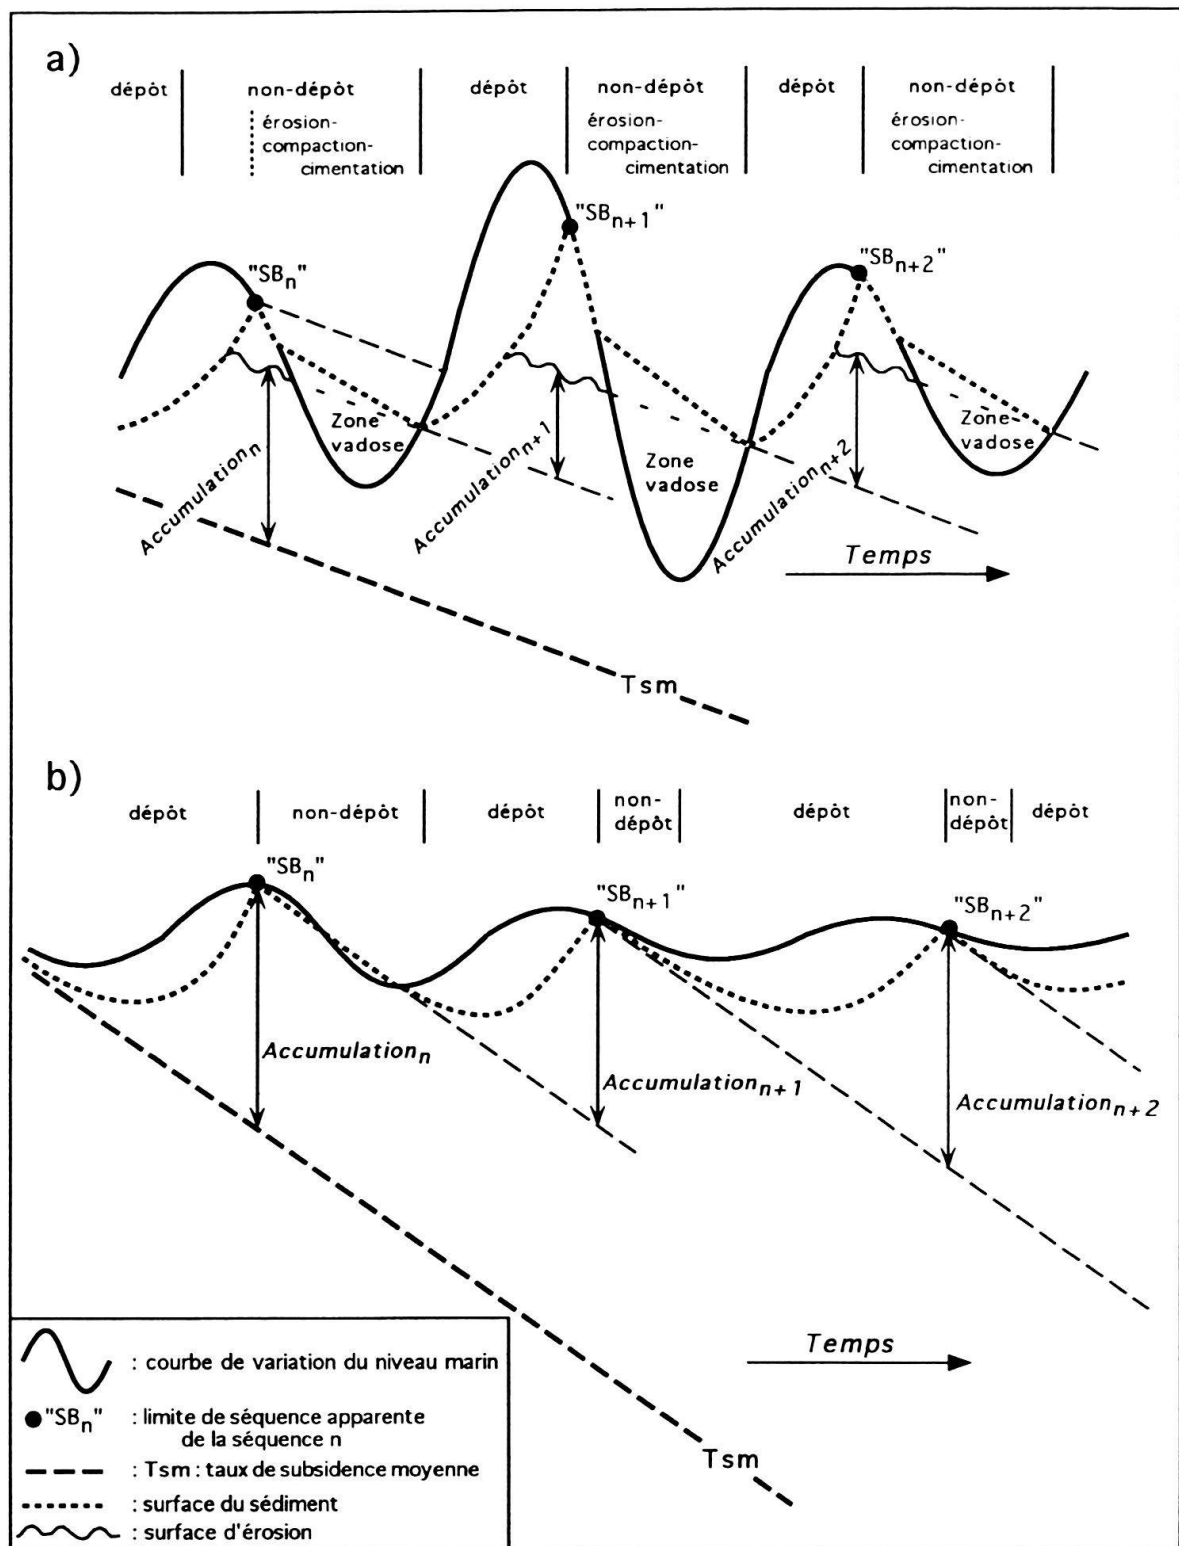 a)
dépôt
non-dépôt
dépôt
non-dépôt
dépôt
non-dépôt
érosion-
compaction-
cimentation
érosion-
compaction-
cimentation
érosion-
compaction-
cimentation
"SBn"
"SBn+1"
"SBn+2"
Zone
vadose
Zone
vadose
Zone
vadose
Accumulationn
Accumulationn+1
Accumulationn+2
Temps
Tsm
b)
dépôt
non-dépôt
dépôt
non-
dépôt
dépôt
non-
dépôt
dépôt
"SBn"
"SBn+1"
"SBn+2"
Accumulationn
Accumulationn+1
Accumulationn+2
Temps
Tsm
: courbe de variation du niveau marin
"SBn" : limite de séquence apparente
de la séquence n
: Tsm : taux de subsidence moyenne
: surface du sédiment
: surface d'érosion